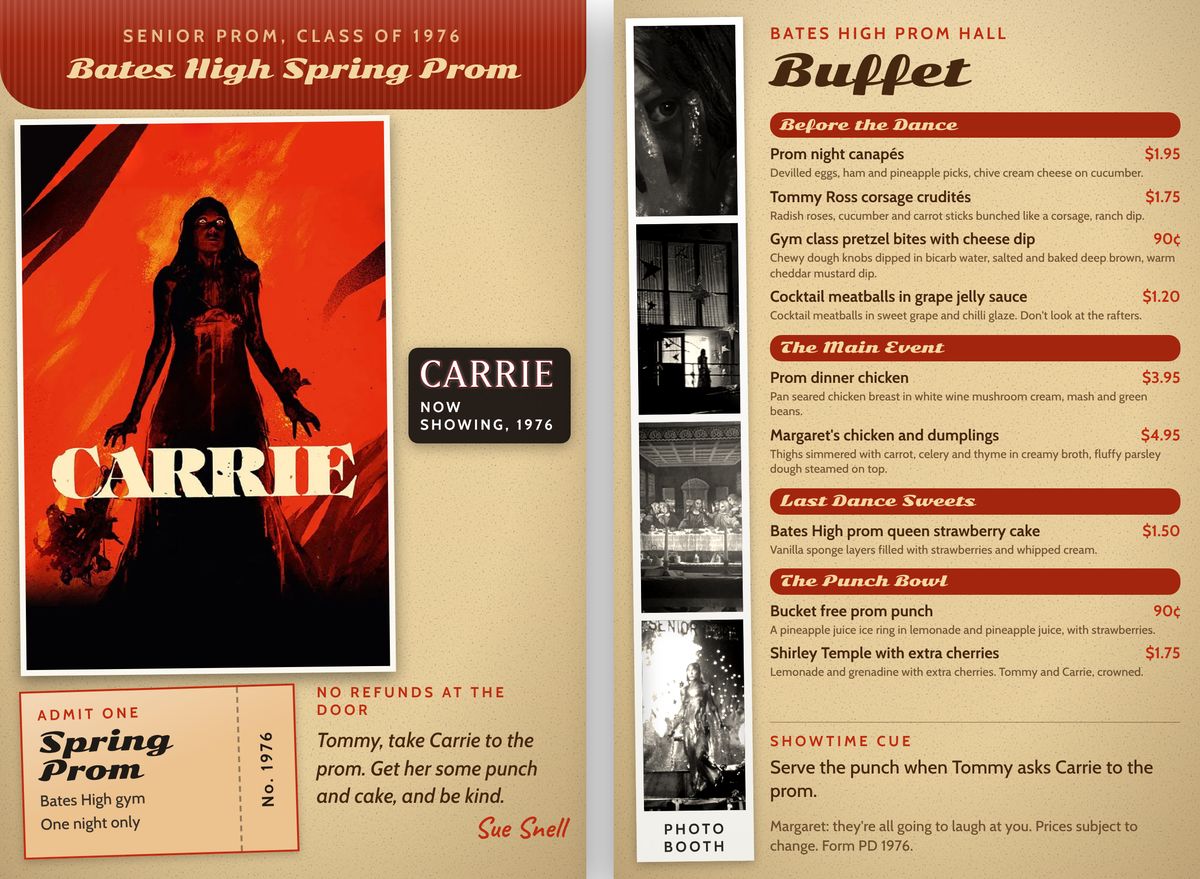 SENIOR PROM, CLASS OF 1976
Bates High Spring Prom
CARRIE
CARRIE
NOW
SHOWING, 1976
ADMIT ONE
Spring
Prom
Bates High gym
One night only
No. 1976
NO REFUNDS AT THE
DOOR
Tommy, take Carrie to the
prom. Get her some punch
and cake, and be kind.
Sue Snell
SENIOR
PHOTO
BOOTH
BATES HIGH PROM HALL
Buffet
Before the Dance
Prom night canapés $1.95
Devilled eggs, ham and pineapple picks, chive cream cheese on cucumber.
Tommy Ross corsage crudités $1.75
Radish roses, cucumber and carrot sticks bunched like a corsage, ranch dip.
Gym class pretzel bites with cheese dip 90¢
Chewy dough knobs dipped in bicarb water, salted and baked deep brown, warm
cheddar mustard dip.
Cocktail meatballs in grape jelly sauce $1.20
Cocktail meatballs in sweet grape and chilli glaze. Don't look at the rafters.
The Main Event
Prom dinner chicken $3.95
Pan seared chicken breast in white wine mushroom cream, mash and green
beans.
Margaret's chicken and dumplings $4.95
Thighs simmered with carrot, celery and thyme in creamy broth, fluffy parsley
dough steamed on top.
Last Dance Sweets
Bates High prom queen strawberry cake $1.50
Vanilla sponge layers filled with strawberries and whipped cream.
The Punch Bowl
Bucket free prom punch 90¢
A pineapple juice ice ring in lemonade and pineapple juice, with strawberries.
Shirley Temple with extra cherries $1.75
Lemonade and grenadine with extra cherries. Tommy and Carrie, crowned.
SHOWTIME CUE
Serve the punch when Tommy asks Carrie to the
prom.
Margaret: they're all going to laugh at you. Prices subject to
change. Form PD 1976.